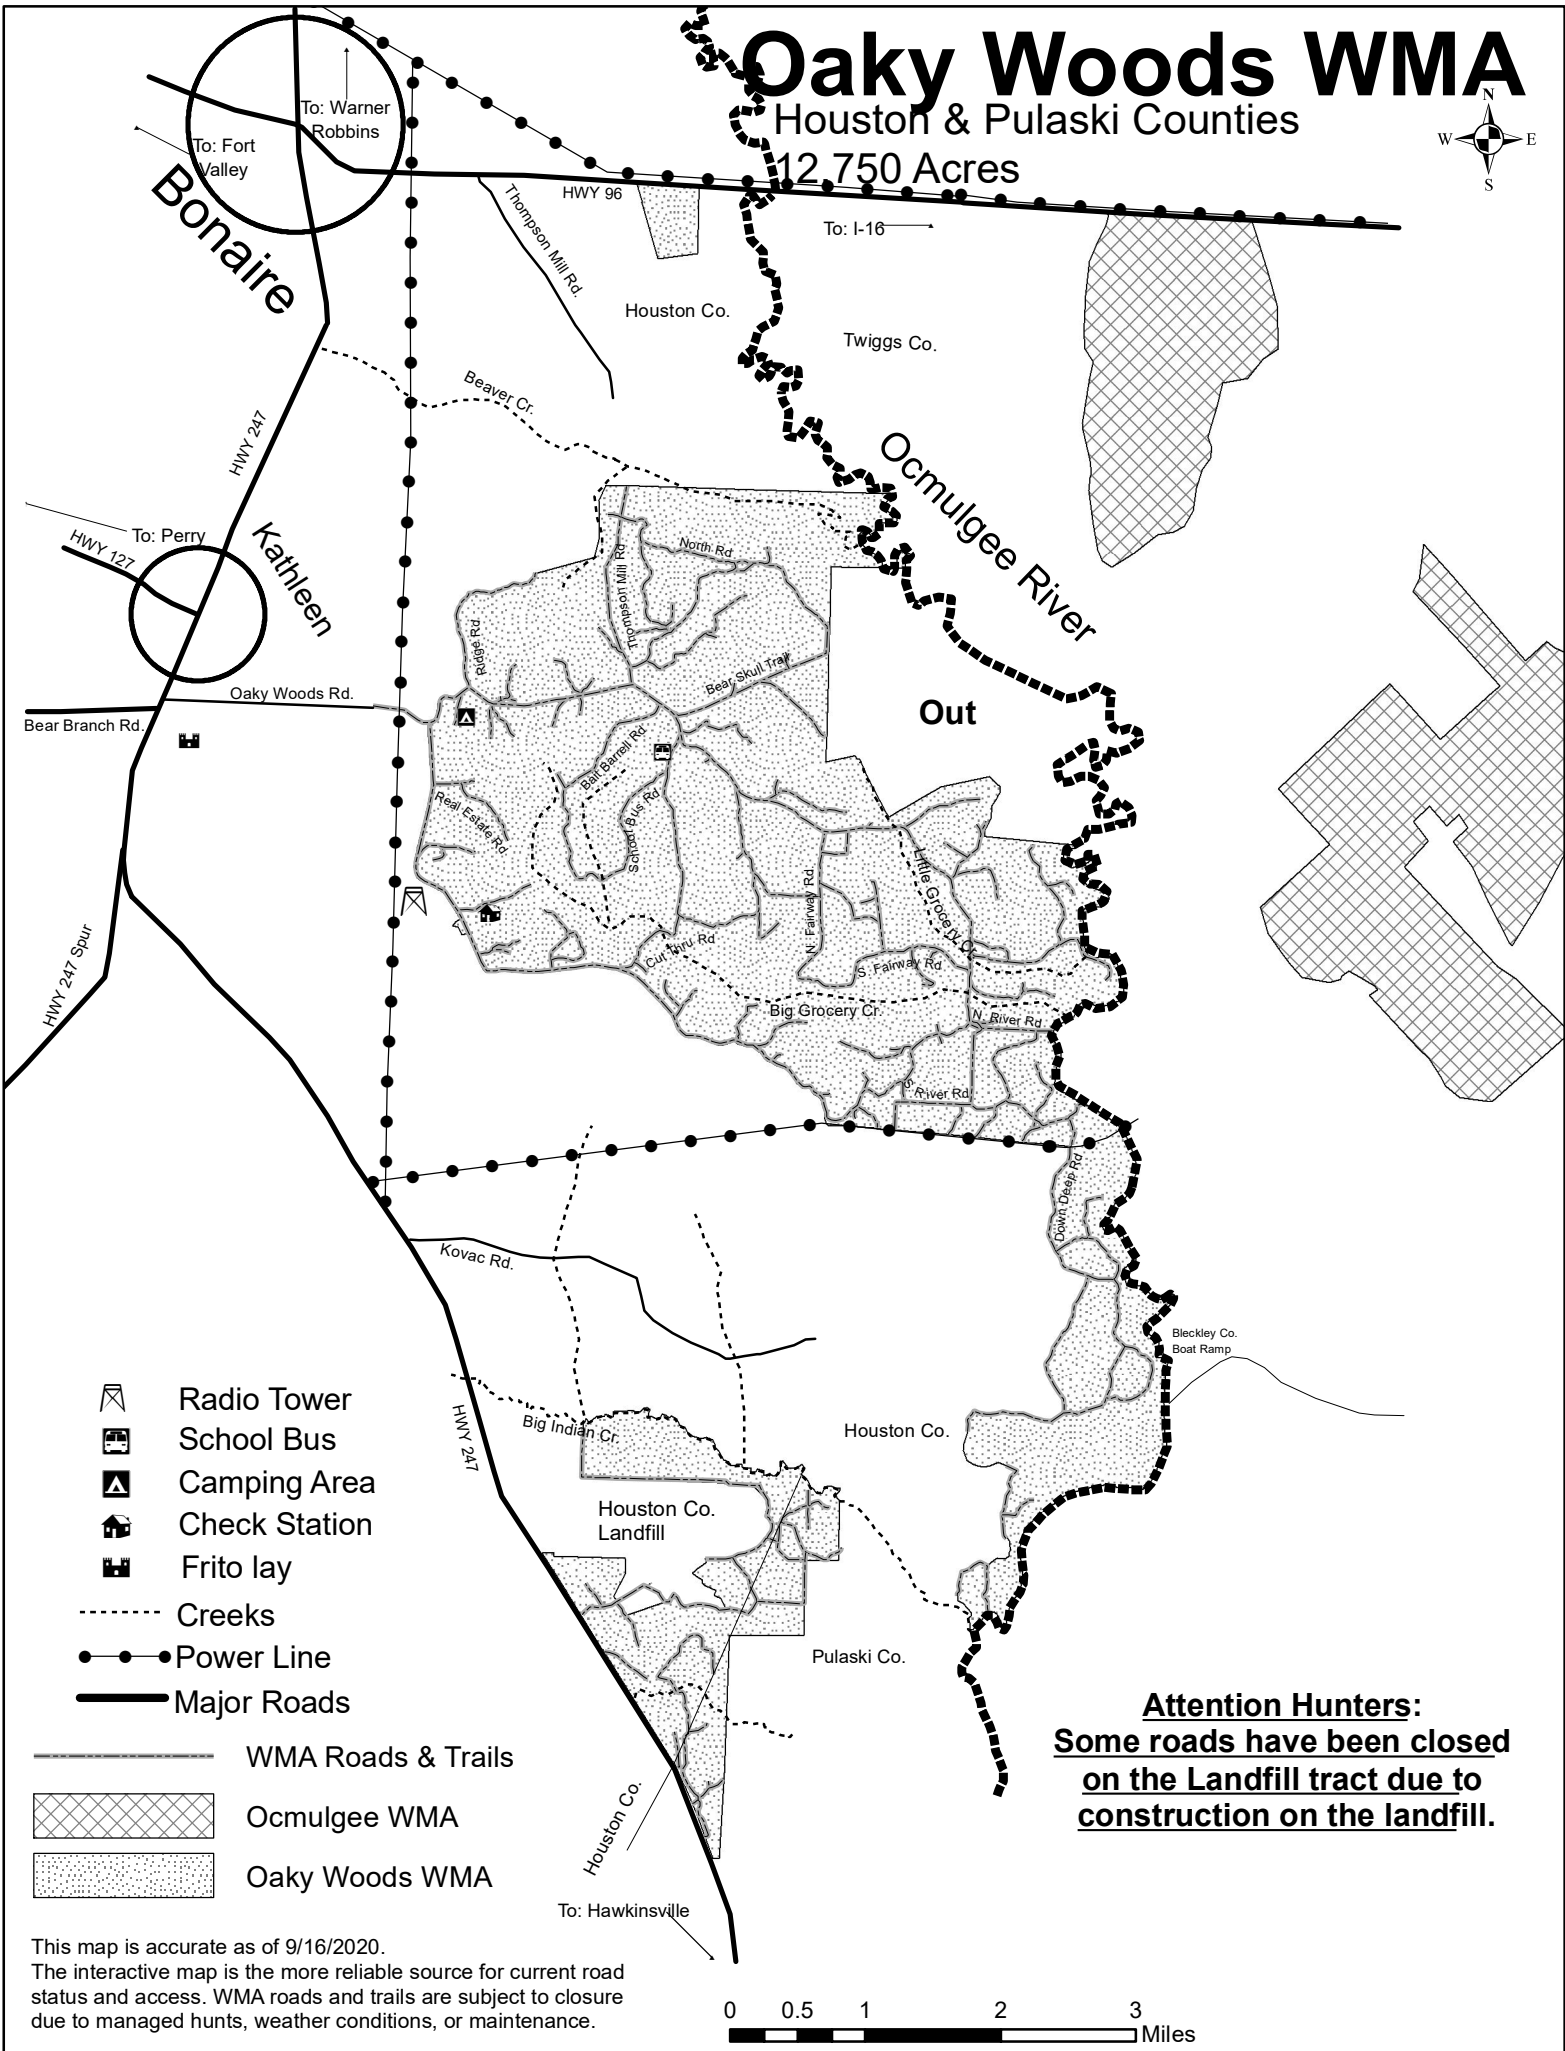 Oaky Woods WMA
Houston & Pulaski Counties
12,750 Acres
N
W
E
S
To: Warner
Robbins
To: Fort
Valley
Bonaire
HWY 96
Thompson Mill Rd.
To: I-16
Houston Co.
Twiggs Co.
Beaver Cr.
HWY 247
Ocmulgee River
To: Perry
HWY 127
Kathleen
North Rd
Thompson Mill Rd
Ridge Rd
Bear Skull Trail
Oaky Woods Rd.
Bear Branch Rd.
Out
Bait Barrell Rd
School Bus Rd
Real Estate Rd
Little Grocery Cr.
N. Fairway Rd
HWY 247 Spur
Cut Thru Rd
S. Fairway Rd
Big Grocery Cr.
N. River Rd
S. River Rd
Down Deep Rd
Kovac Rd.
Bleckley Co.
Boat Ramp
Radio Tower
School Bus
Camping Area
Check Station
Frito lay
Creeks
Power Line
Major Roads
WMA Roads & Trails
Ocmulgee WMA
Oaky Woods WMA
HWY 247
Big Indian Cr.
Houston Co.
Houston Co.
Landfill
Pulaski Co.
Attention Hunters:
Some roads have been closed
on the Landfill tract due to
construction on the landfill.
Houston Co.
To: Hawkinsville
This map is accurate as of 9/16/2020.
The interactive map is the more reliable source for current road
status and access. WMA roads and trails are subject to closure
due to managed hunts, weather conditions, or maintenance.
0 0.5 1 2 3
Miles